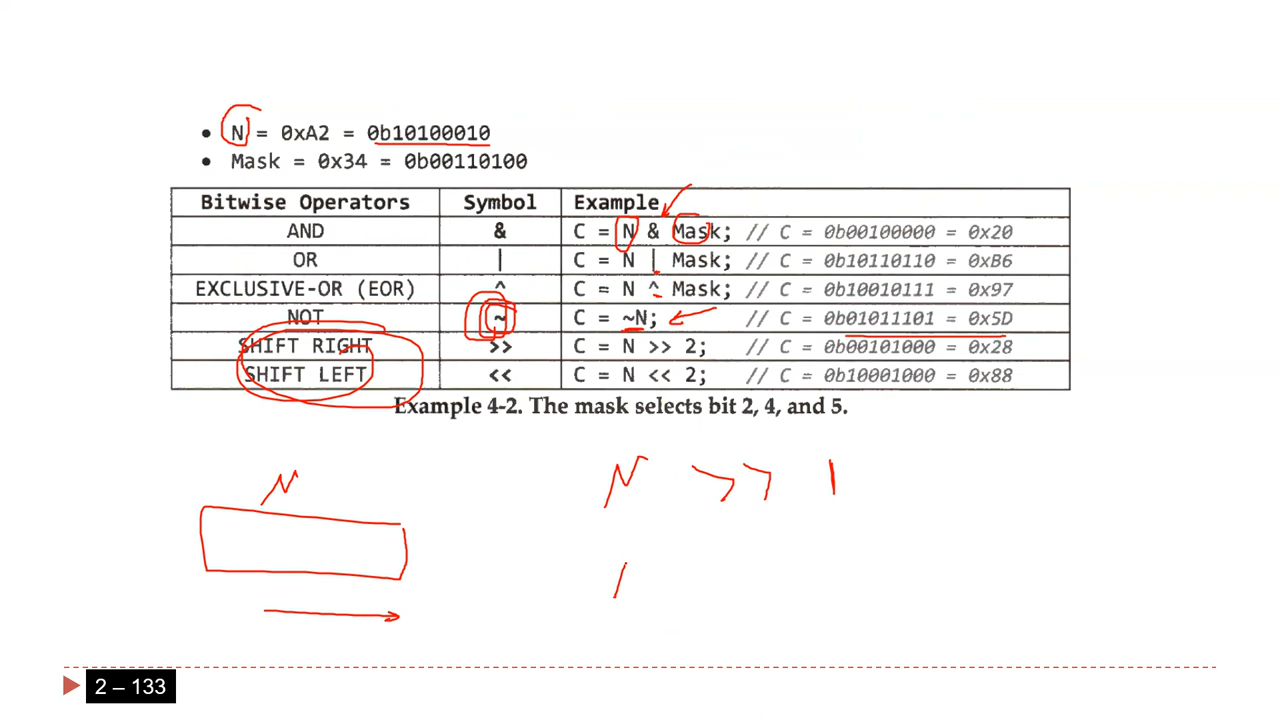 • N = 0xA2 = 0b10100010
• Mask = 0x34 = 0b00110100
Bitwise Operators Symbol Example
AND & C = N & Mask; // C = 0b00100000 = 0x20
OR | C = N | Mask; // C = 0b10110110 = 0xB6
EXCLUSIVE-OR (EOR) ^ C = N ^ Mask; // C = 0b10010111 = 0x97
NOT ~ C = ~N; // C = 0b01011101 = 0x5D
SHIFT RIGHT >> C = N >> 2; // C = 0b00101000 = 0x28
SHIFT LEFT << C = N << 2; // C = 0b10001000 = 0x88
Example 4-2. The mask selects bit 2, 4, and 5.
N
N >> 1
2 – 133